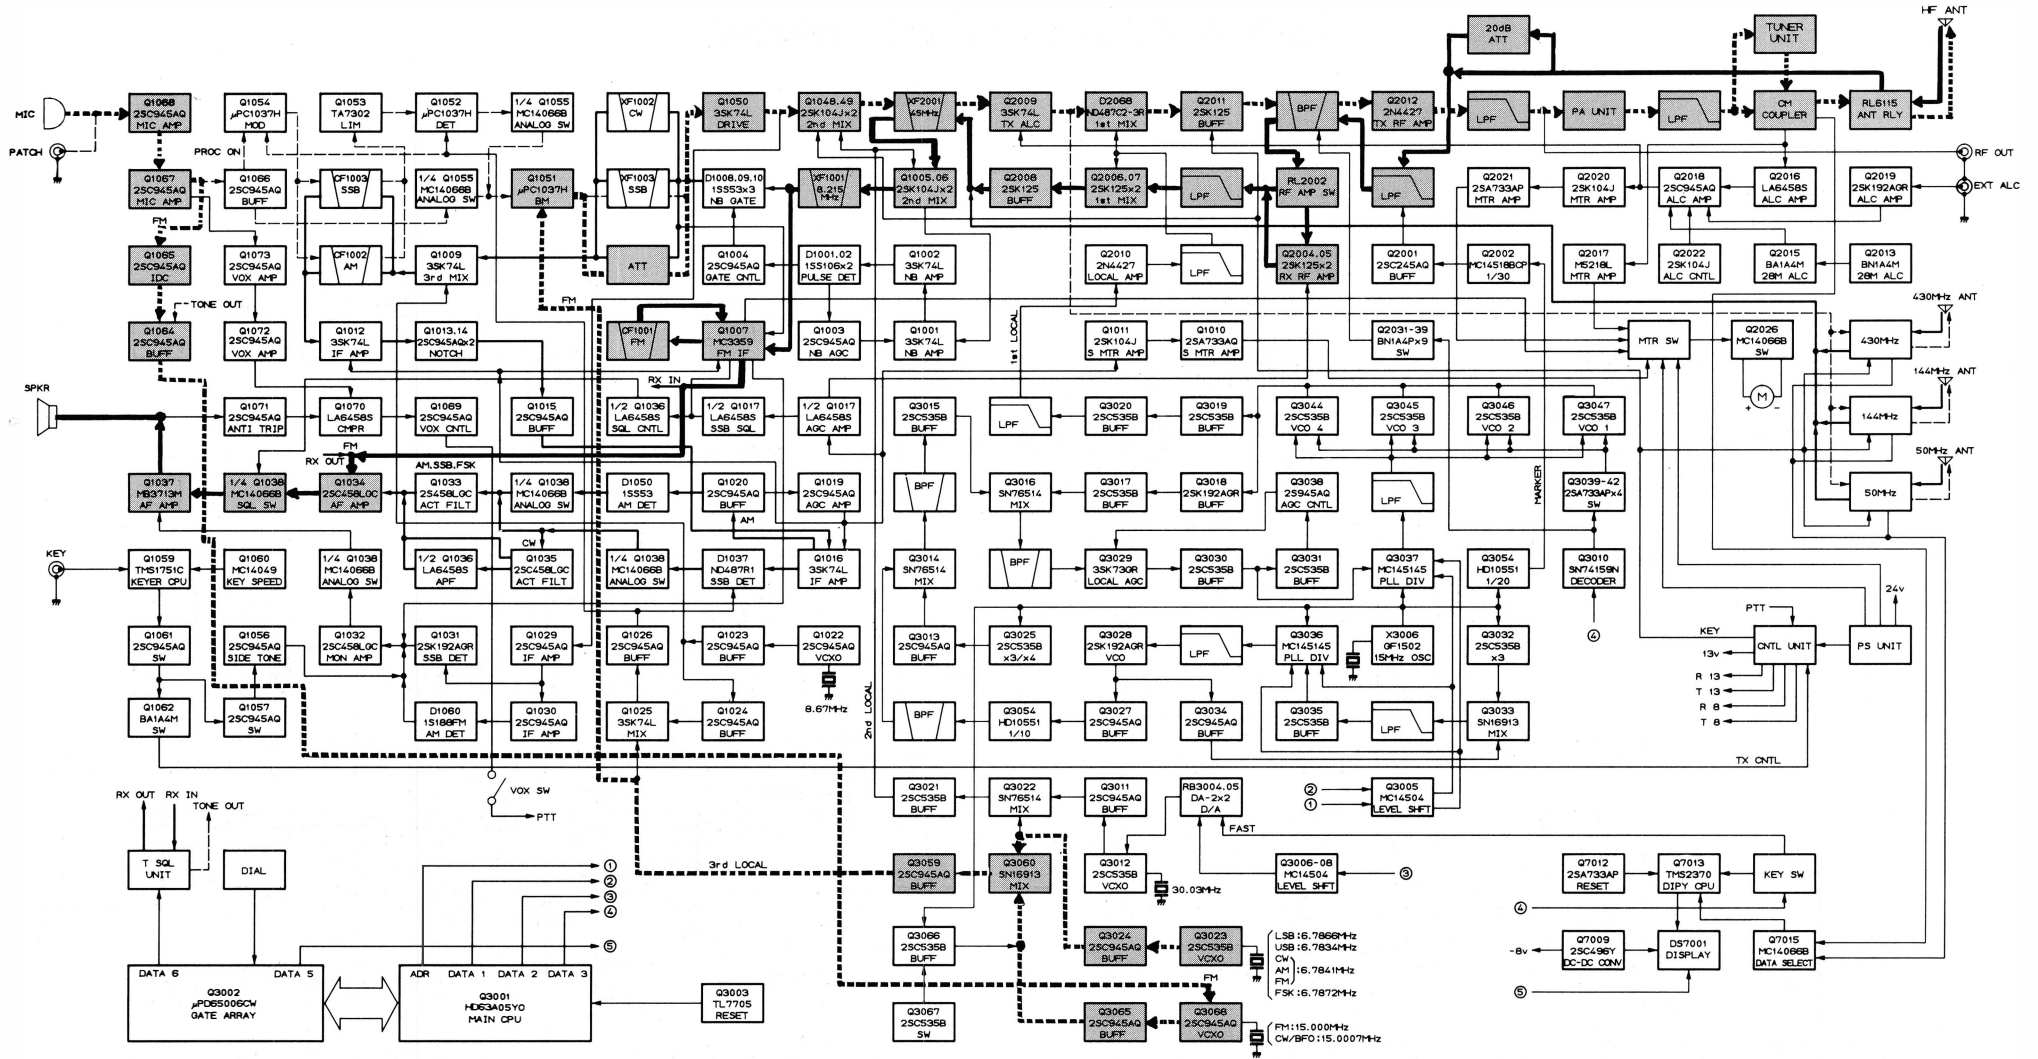 HF ANT
20dB
ATT
TUNER
UNIT
MIC
Q1068
2SC945AQ
MIC AMP
Q1054
µPC1037H
MOD
Q1053
TA7302
LIM
Q1052
µPC1037H
DET
1/4 Q1055
MC14066B
ANALOG SW
XF1002
CW
Q1050
3SK74L
DRIVE
Q1048.49
2SK104Jx2
2nd MIX
XF2001
45MHz
Q2009
3SK74L
TX ALC
D2068
ND487C2-3R
1st MIX
Q2011
2SK125
BUFF
BPF
Q2012
2N4427
TX RF AMP
LPF
PA UNIT
LPF
CM
COUPLER
RL6115
ANT RLY
PATCH
PROC ON
RF OUT
Q1067
2SC945AQ
MIC AMP
Q1066
2SC945AQ
BUFF
CF1003
SSB
1/4 Q1055
MC14066B
ANALOG SW
Q1051
µPC1037H
BM
XF1003
SSB
D1008.09.10
1SS53x3
NB GATE
XF1001
8.215
MHz
Q1005.06
2SK104Jx2
2nd MIX
Q2008
2SK125
BUFF
Q2006.07
2SK125x2
1st MIX
LPF
RL2002
RF AMP SW
LPF
Q2021
2SA733AP
MTR AMP
Q2020
2SK104J
MTR AMP
Q2018
2SC945AQ
ALC AMP
Q2016
LA6458S
ALC AMP
Q2019
2SK192AGR
ALC AMP
EXT ALC
FM
Q1065
2SC945AQ
IDC
Q1073
2SC945AQ
VOX AMP
CF1002
AM
Q1009
3SK74L
3rd MIX
ATT
Q1004
2SC945AQ
GATE CNTL
D1001.02
1SS106x2
PULSE DET
Q1002
3SK74L
NB AMP
Q2010
2N4427
LOCAL AMP
LPF
Q2004.05
2SK125x2
RX RF AMP
Q2001
2SC245AQ
BUFF
Q2002
MC14518BCP
1/30
Q2017
M5218L
MTR AMP
Q2022
2SK104J
ALC CNTL
Q2015
BA1A4M
28M ALC
Q2013
BN1A4M
28M ALC
TONE OUT
FM
430MHz ANT
Q1064
2SC945AQ
BUFF
Q1072
2SC945AQ
VOX AMP
Q1012
3SK74L
IF AMP
Q1013.14
2SC945AQx2
NOTCH
CF1001
FM
Q1007
MC3359
FM IF
Q1003
2SC945AQ
NB AGC
Q1001
3SK74L
NB AMP
1st LOCAL
Q1011
2SK104J
S MTR AMP
Q1010
2SA733AQ
S MTR AMP
Q2031-39
BN1A4Px9
SW
MTR SW
Q2026
MC14066B
SW
430MHz
RX IN
144MHz ANT
SPKR
Q1071
2SC945AQ
ANTI TRIP
Q1070
LA6458S
CMPR
Q1069
2SC945AQ
VOX CNTL
Q1015
2SC945AQ
BUFF
1/2 Q1036
LA6458S
SQL CNTL
1/2 Q1017
LA6458S
SSB SQL
1/2 Q1017
LA6458S
AGC AMP
Q3015
2SC535B
BUFF
LPF
Q3020
2SC535B
BUFF
Q3019
2SC535B
BUFF
Q3044
2SC535B
VCO 4
Q3045
2SC535B
VCO 3
Q3046
2SC535B
VCO 2
Q3047
2SC535B
VCO 1
+ M -
144MHz
FM
RX OUT
AM.SSB.FSK
50MHz ANT
Q1037
MB3713M
AF AMP
1/4 Q1038
MC14066B
SQL SW
Q1034
2SC458LGC
AF AMP
Q1033
2S458LGC
ACT FILT
1/4 Q1038
MC14066B
ANALOG SW
D1050
1SS53
AM DET
Q1020
2SC945AQ
BUFF
Q1019
2SC945AQ
AGC AMP
BPF
Q3016
SN76514
MIX
Q3017
2SC535B
BUFF
Q3018
2SK192AGR
BUFF
Q3038
2S945AQ
AGC CNTL
LPF
MARKER
Q3039-42
2SA733APx4
SW
50MHz
AM
CW
KEY
Q1059
TMS1751C
KEYER CPU
Q1060
MC14049
KEY SPEED
1/4 Q1038
MC14066B
ANALOG SW
1/2 Q1036
LA6458S
APF
Q1035
2SC458LGC
ACT FILT
1/4 Q1038
MC14066B
ANALOG SW
D1037
ND487R1
SSB DET
Q1016
3SK74L
IF AMP
Q3014
SN76514
MIX
BPF
Q3029
3SK73GR
LOCAL AGC
Q3030
2SC535B
BUFF
Q3031
2SC535B
BUFF
Q3037
MC145145
PLL DIV
Q3054
HD10551
1/20
Q3010
SN74159N
DECODER
24v
PTT
④
KEY
Q1061
2SC945AQ
SW
Q1056
2SC945AQ
SIDE TONE
Q1032
2SC458LGC
MON AMP
Q1031
2SK192AGR
SSB DET
Q1029
2SC945AQ
IF AMP
Q1026
2SC945AQ
BUFF
Q1023
2SC945AQ
BUFF
Q1022
2SC945AQ
VCXO
Q3013
2SC945AQ
BUFF
Q3025
2SC535B
x3/x4
Q3028
2SK192AGR
VCO
LPF
Q3036
MC145145
PLL DIV
X3006
GF1502
15MHz OSC
Q3032
2SC535B
x3
13v
CNTL UNIT
PS UNIT
R 13
T 13
R 8
T 8
8.67MHz
Q1062
BA1A4M
SW
Q1057
2SC945AQ
SW
D1060
1S188FM
AM DET
Q1030
2SC945AQ
IF AMP
Q1025
3SK74L
MIX
Q1024
2SC945AQ
BUFF
2nd LOCAL
BPF
Q3054
HD10551
1/10
Q3027
2SC945AQ
BUFF
Q3034
2SC945AQ
BUFF
Q3035
2SC535B
BUFF
LPF
Q3033
SN16913
MIX
TX CNTL
RX OUT
RX IN
TONE OUT
VOX SW
PTT
Q3021
2SC535B
BUFF
Q3022
SN76514
MIX
Q3011
2SC945AQ
BUFF
RB3004.05
DA-2x2
D/A
②
①
Q3005
MC14504
LEVEL SHFT
FAST
T SQL
UNIT
DIAL
①
②
③
④
⑤
3rd LOCAL
Q3059
2SC945AQ
BUFF
Q3060
SN16913
MIX
Q3012
2SC535B
VCXO
30.03MHz
Q3006-08
MC14504
LEVEL SHFT
③
Q7012
2SA733AP
RESET
Q7013
TMS2370
DIPY CPU
KEY SW
④
Q3066
2SC535B
BUFF
Q3024
2SC945AQ
BUFF
Q3023
2SC535B
VCXO
LSB:6.7866MHz
USB:6.7834MHz
CW
AM
FM
:6.7841MHz
FSK:6.7872MHz
-8v
Q7009
2SC496Y
DC-DC CONV
DS7001
DISPLAY
Q7015
MC14066B
DATA SELECT
⑤
DATA 6
DATA 5
Q3002
µPD65006CW
GATE ARRAY
ADR
DATA 1
DATA 2
DATA 3
Q3001
HD63A05YO
MAIN CPU
Q3003
TL7705
RESET
Q3067
2SC535B
SW
FM
Q3065
2SC945AQ
BUFF
Q3068
2SC945AQ
VCXO
FM:15.000MHz
CW/BFO:15.0007MHz